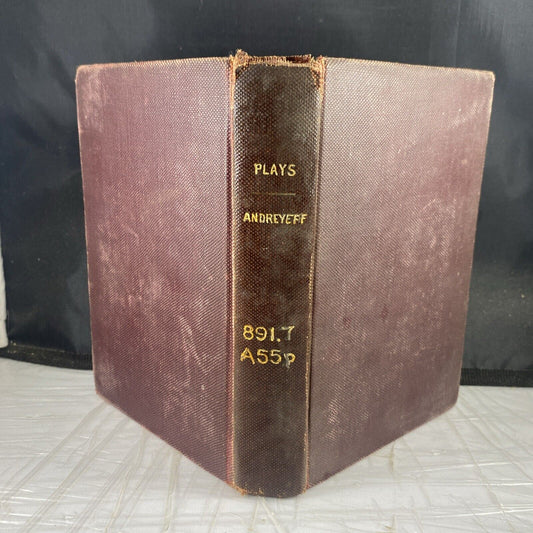 PLAYS
ANDREYEFF
891.7
A55p